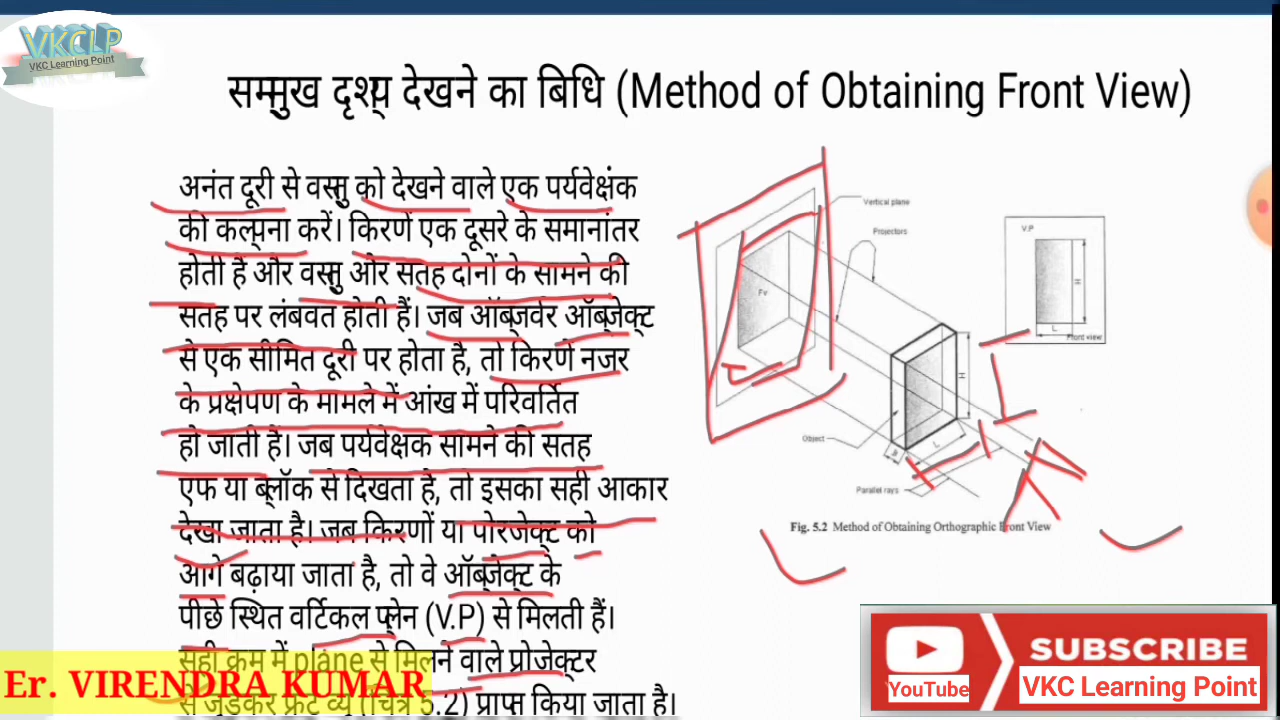 VKCLP
VKC Learning Point
सम्मुख दृश्य देखने का बिधि (Method of Obtaining Front View)
अनंत दूरी से वस्तु को देखने वाले एक पर्यवेक्षक
की कल्पना करें। किरणें एक दूसरे के समानांतर
होती है और वस्तु और सतह दोनों के सामने की
सतह पर लंबवत होती हैं। जब ऑब्जर्वर ऑब्जेक्ट
से एक सीमित दूरी पर होता है, तो किरणें नजर
के प्रक्षेपण के मामले में आंख में परिवर्तित
हो जाती है। जब पर्यवेक्षक सामने की सतह
एफ या ब्लॉक से दिखता है, तो इसका सही आकार
देखा जाता है। जब किरणों या पोरजेक्ट को
आगे बढ़ाया जाता है, तो वे ऑब्जेक्ट के
पीछे स्थित वर्टिकल प्लेन (V.P) से मिलती हैं।
सही क्रम में plane से मिलने वाले प्रोजेक्टर
से जुड़कर फ्रंट व्यू (चित्र 5.2) प्राप्त किया जाता है।
Vertical plane
Projectors
Fv
H
L
B
Object
Parallel rays
V.P
H
L
Front view
Fig. 5.2 Method of Obtaining Orthographic Front View
Er. VIRENDRA KUMAR
YouTube
SUBSCRIBE
VKC Learning Point